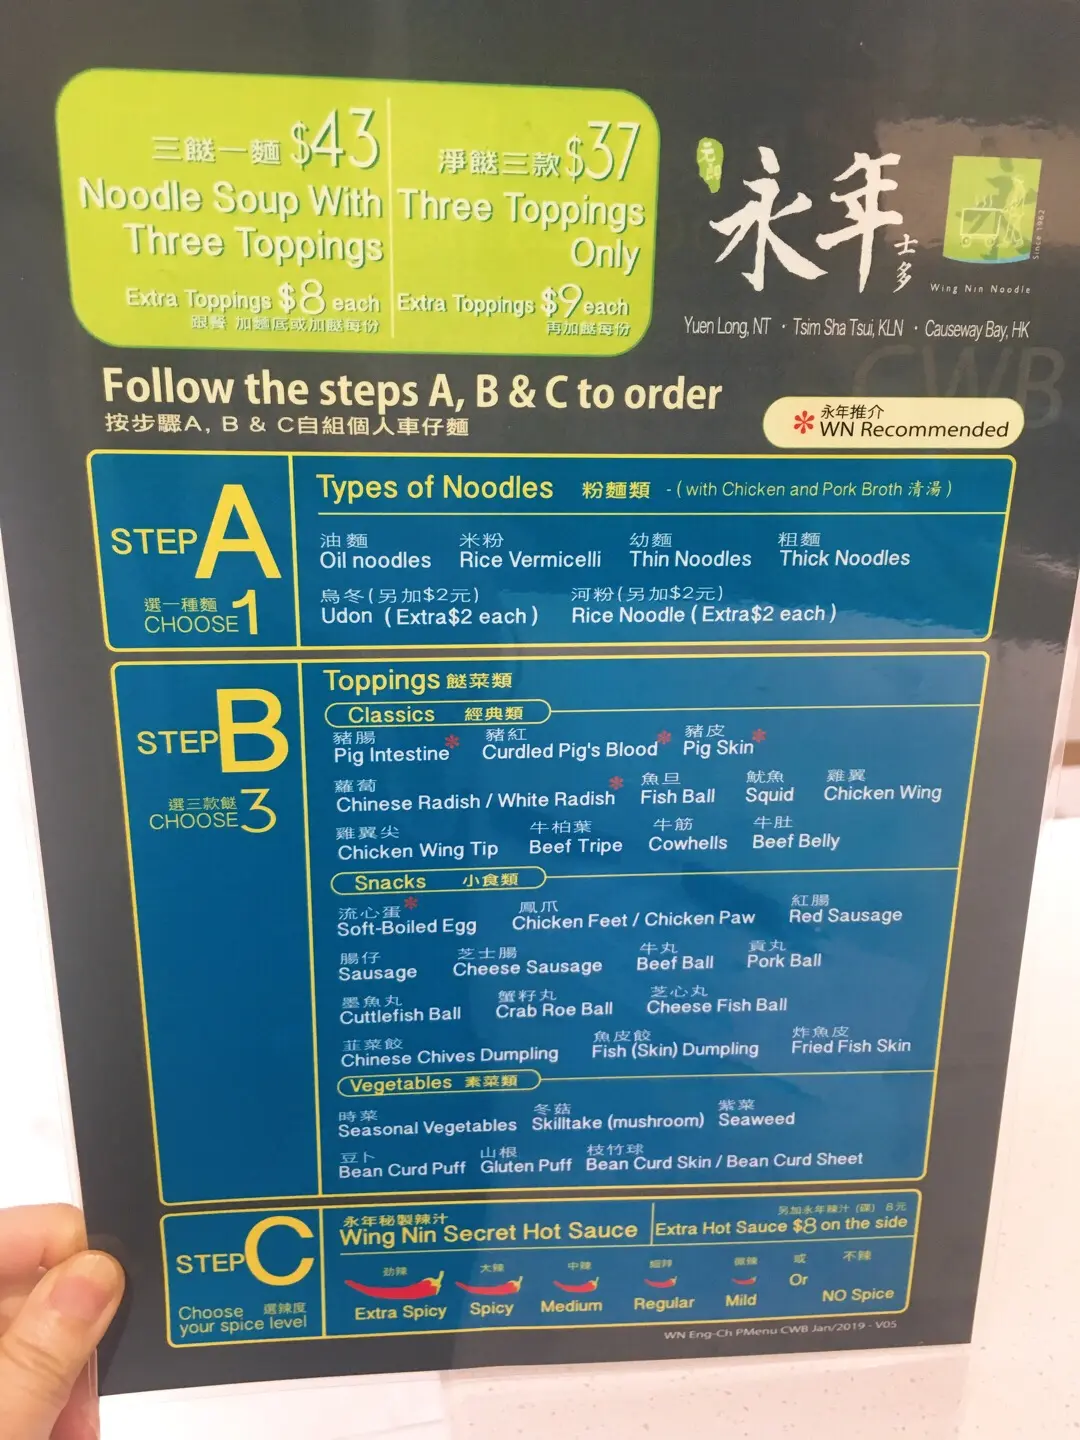 三餸一麵 $43
Noodle Soup With
Three Toppings
Extra Toppings $8 each
跟餐 加麵底或加餸每份
淨餸三款 $37
Three Toppings
Only
Extra Toppings $9 each
再加餸每份
元朗
永年
士多
Since 1962
Wing Nin Noodle
Yuen Long, NT · Tsim Sha Tsui, KLN · Causeway Bay, HK
CWB
Follow the steps A, B & C to order
按步驟A, B & C自組個人車仔麵
* 永年推介
WN Recommended
STEP A
選一種麵
CHOOSE 1
Types of Noodles 粉麵類 - ( with Chicken and Pork Broth 清湯 )
油麵 米粉 幼麵 粗麵
Oil noodles Rice Vermicelli Thin Noodles Thick Noodles
烏冬 (另加$2元) 河粉 (另加$2元)
Udon ( Extra$2 each ) Rice Noodle ( Extra$2 each )
STEP B
選三款餸
CHOOSE 3
Toppings 餸菜類
Classics 經典類
豬腸 豬紅 豬皮
Pig Intestine * Curdled Pig's Blood * Pig Skin *
蘿蔔 魚旦 魷魚 雞翼
Chinese Radish / White Radish * Fish Ball Squid Chicken Wing
雞翼尖 牛柏葉 牛筋 牛肚
Chicken Wing Tip Beef Tripe Cowhells Beef Belly
Snacks 小食類
流心蛋 * 鳳爪 紅腸
Soft-Boiled Egg Chicken Feet / Chicken Paw Red Sausage
腸仔 芝士腸 牛丸 貢丸
Sausage Cheese Sausage Beef Ball Pork Ball
墨魚丸 蟹籽丸 芝心丸
Cuttlefish Ball Crab Roe Ball Cheese Fish Ball
韮菜餃 魚皮餃 炸魚皮
Chinese Chives Dumpling Fish (Skin) Dumpling Fried Fish Skin
Vegetables 素菜類
時菜 冬菇 紫菜
Seasonal Vegetables Skilltake (mushroom) Seaweed
豆卜 山根 枝竹球
Bean Curd Puff Gluten Puff Bean Curd Skin / Bean Curd Sheet
STEP C
Choose 選辣度
your spice level
永年秘製辣汁
Wing Nin Secret Hot Sauce
另加永年辣汁 (碟) 8元
Extra Hot Sauce $8 on the side
勁辣 大辣 中辣 細辣 微辣 或 不辣
Extra Spicy Spicy Medium Regular Mild Or NO Spice
WN Eng-Ch PMenu CWB Jan/2019 - V05